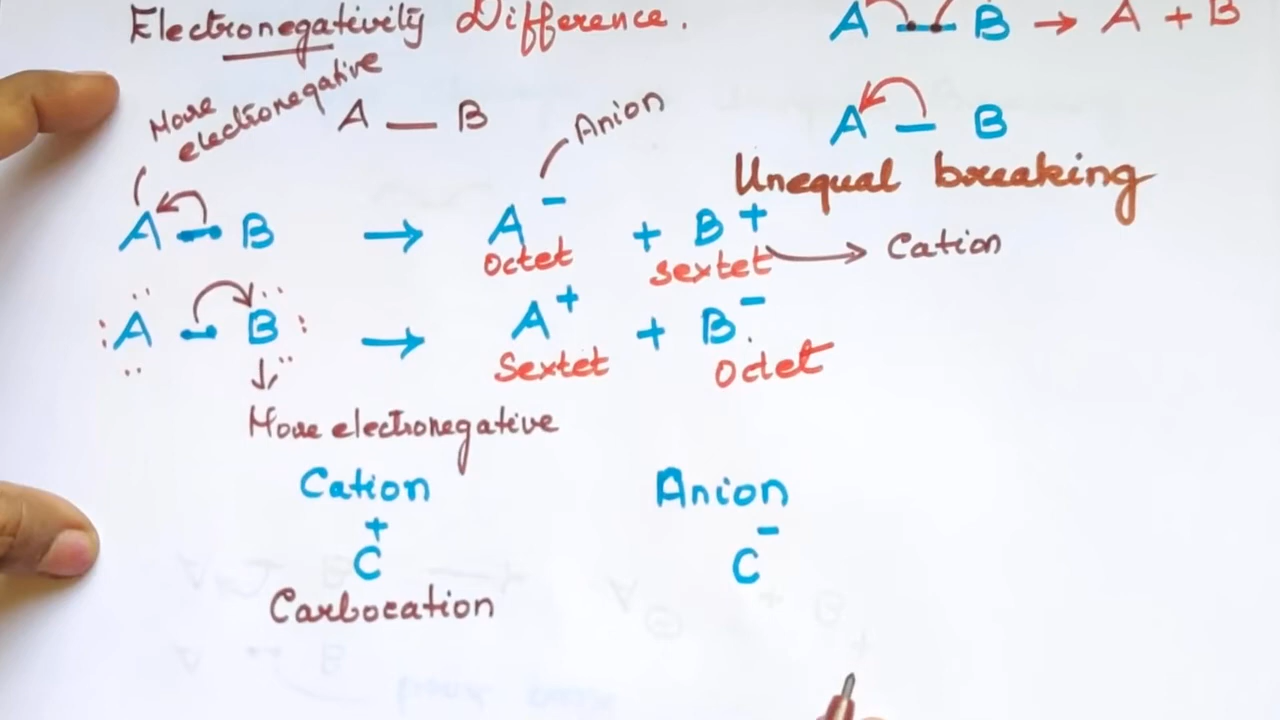 Electronegativity Difference.
A — B → A + B
More electronegative
A — B
Anion
A — B
Unequal breaking
A — B → A⁻ + B⁺
Octet
Sextet → Cation
:A — B: → A⁺ + B⁻
Sextet
Octet
More electronegative
Cation
Anion
C⁺
C⁻
Carbocation